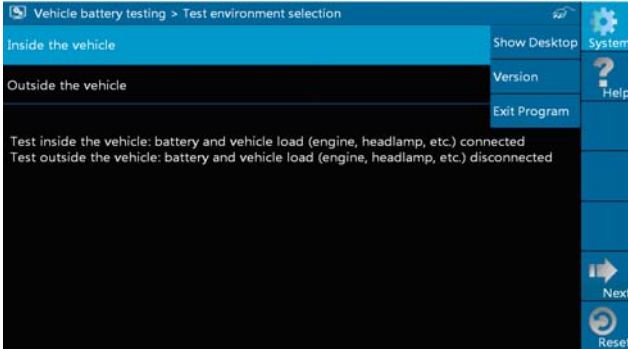 Vehicle battery testing > Test environment selection
Inside the vehicle
Outside the vehicle
Test inside the vehicle: battery and vehicle load (engine, headlamp, etc.) connected
Test outside the vehicle: battery and vehicle load (engine, headlamp, etc.) disconnected
Show Desktop
Version
Exit Program
System
Help
Next
Reset